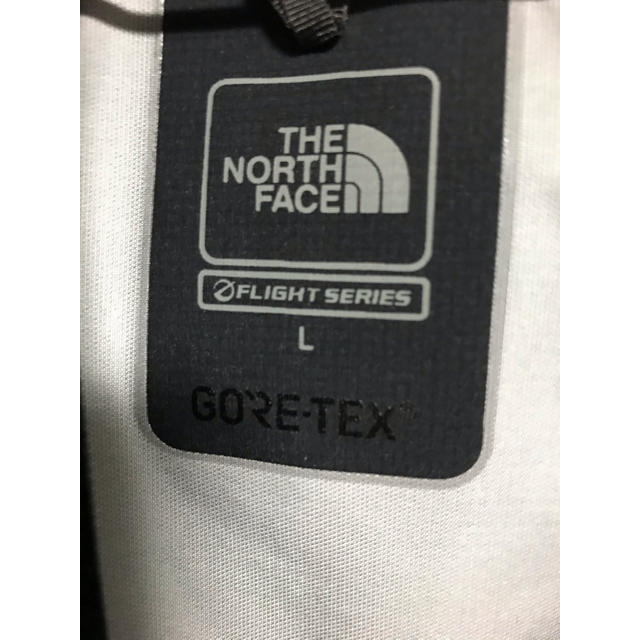 THE
NORTH
FACE
FLIGHT SERIES
L
GORE-TEX®